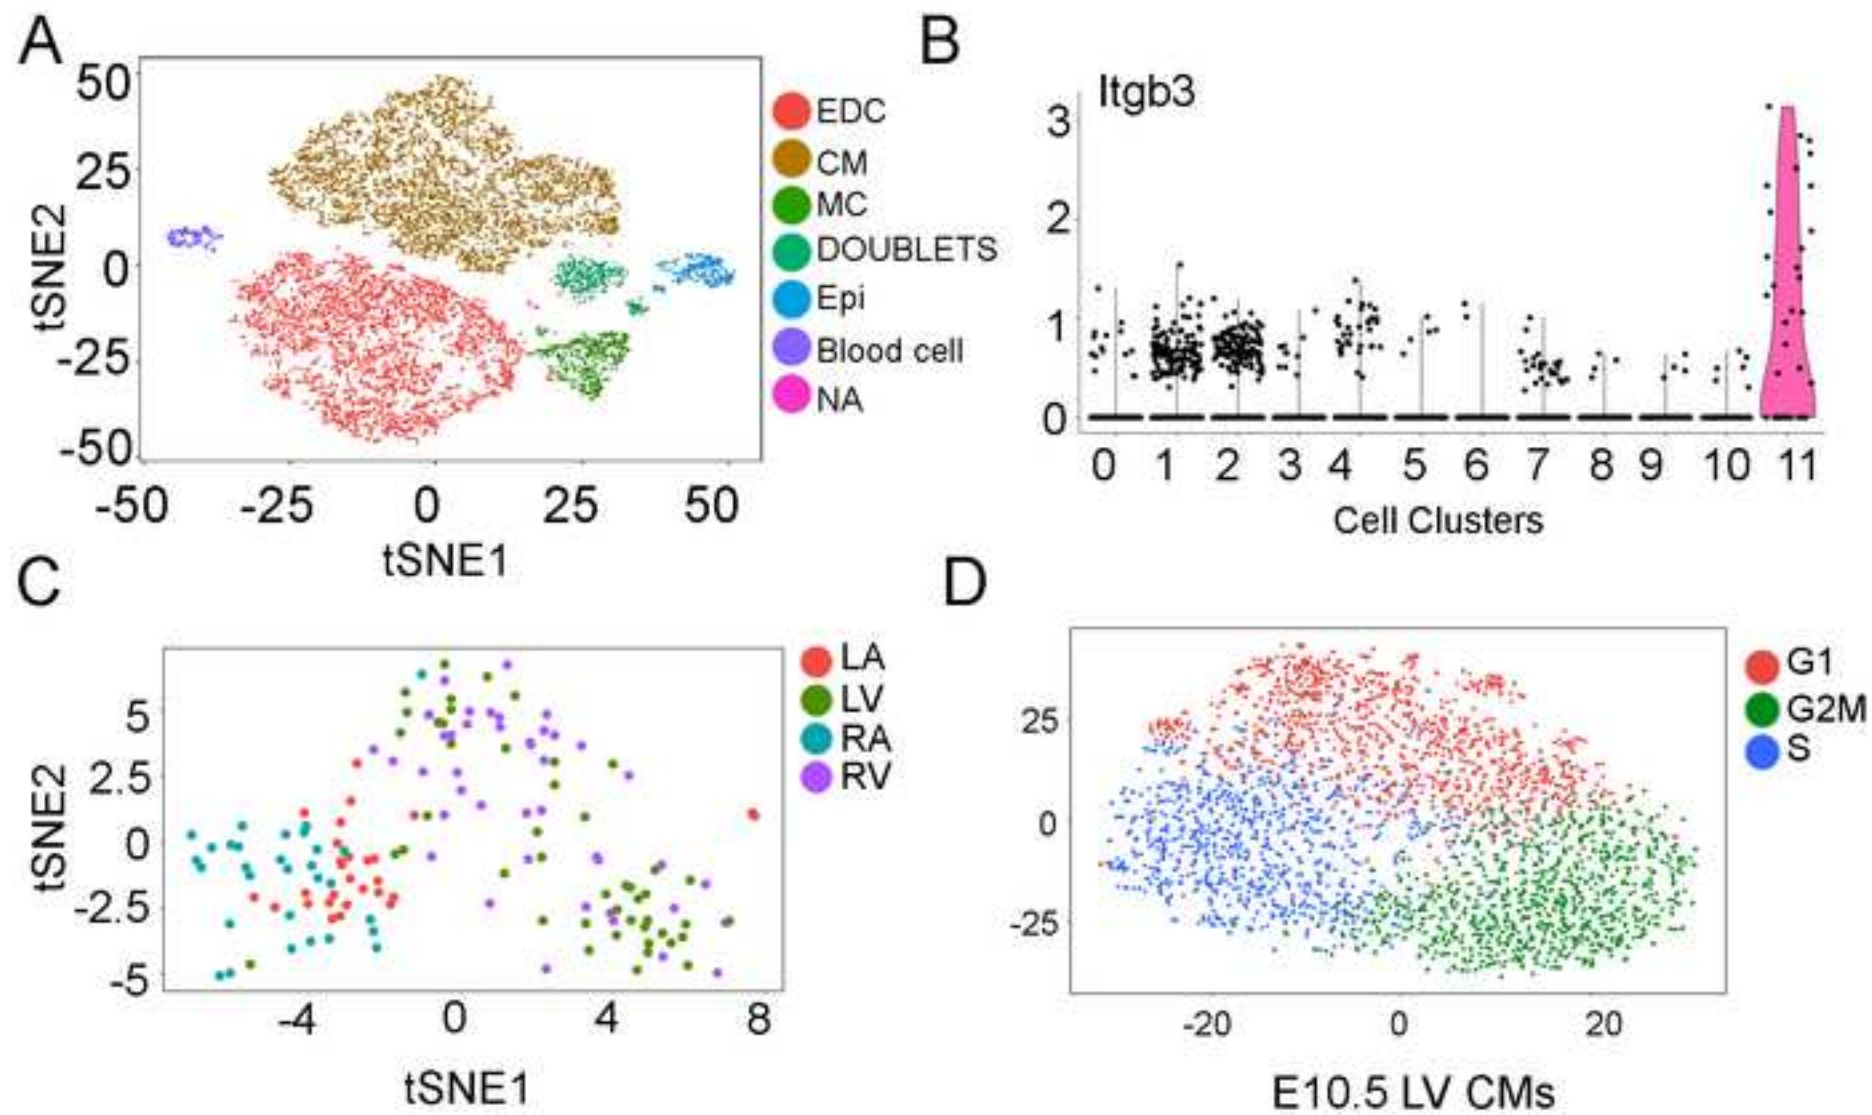 A
50
25
0
-25
-50
tSNE2
-50 -25 0 25 50
tSNE1
EDC
CM
MC
DOUBLETS
Epi
Blood cell
NA
B
Itgb3
3
2
1
0
0 1 2 3 4 5 6 7 8 9 10 11
Cell Clusters
C
5
2.5
0
-2.5
-5
tSNE2
-4 0 4 8
tSNE1
LA
LV
RA
RV
D
25
0
-25
-20 0 20
E10.5 LV CMs
G1
G2M
S